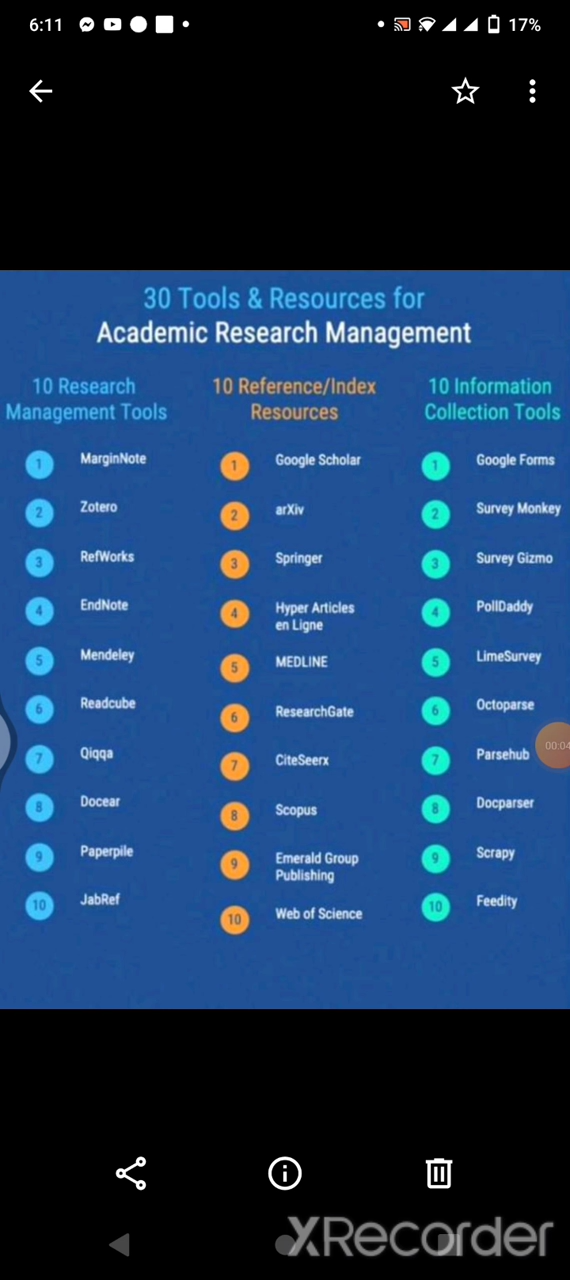 6:11
17%
30 Tools & Resources for
Academic Research Management
10 Research
Management Tools
1 MarginNote
2 Zotero
3 RefWorks
4 EndNote
5 Mendeley
6 Readcube
7 Qiqqa
8 Docear
9 Paperpile
10 JabRef
10 Reference/Index
Resources
1 Google Scholar
2 arXiv
3 Springer
4 Hyper Articles
en Ligne
5 MEDLINE
6 ResearchGate
7 CiteSeerx
8 Scopus
9 Emerald Group
Publishing
10 Web of Science
10 Information
Collection Tools
1 Google Forms
2 Survey Monkey
3 Survey Gizmo
4 PollDaddy
5 LimeSurvey
6 Octoparse
7 Parsehub
8 Docparser
9 Scrapy
10 Feedity
00:04
XRecorder